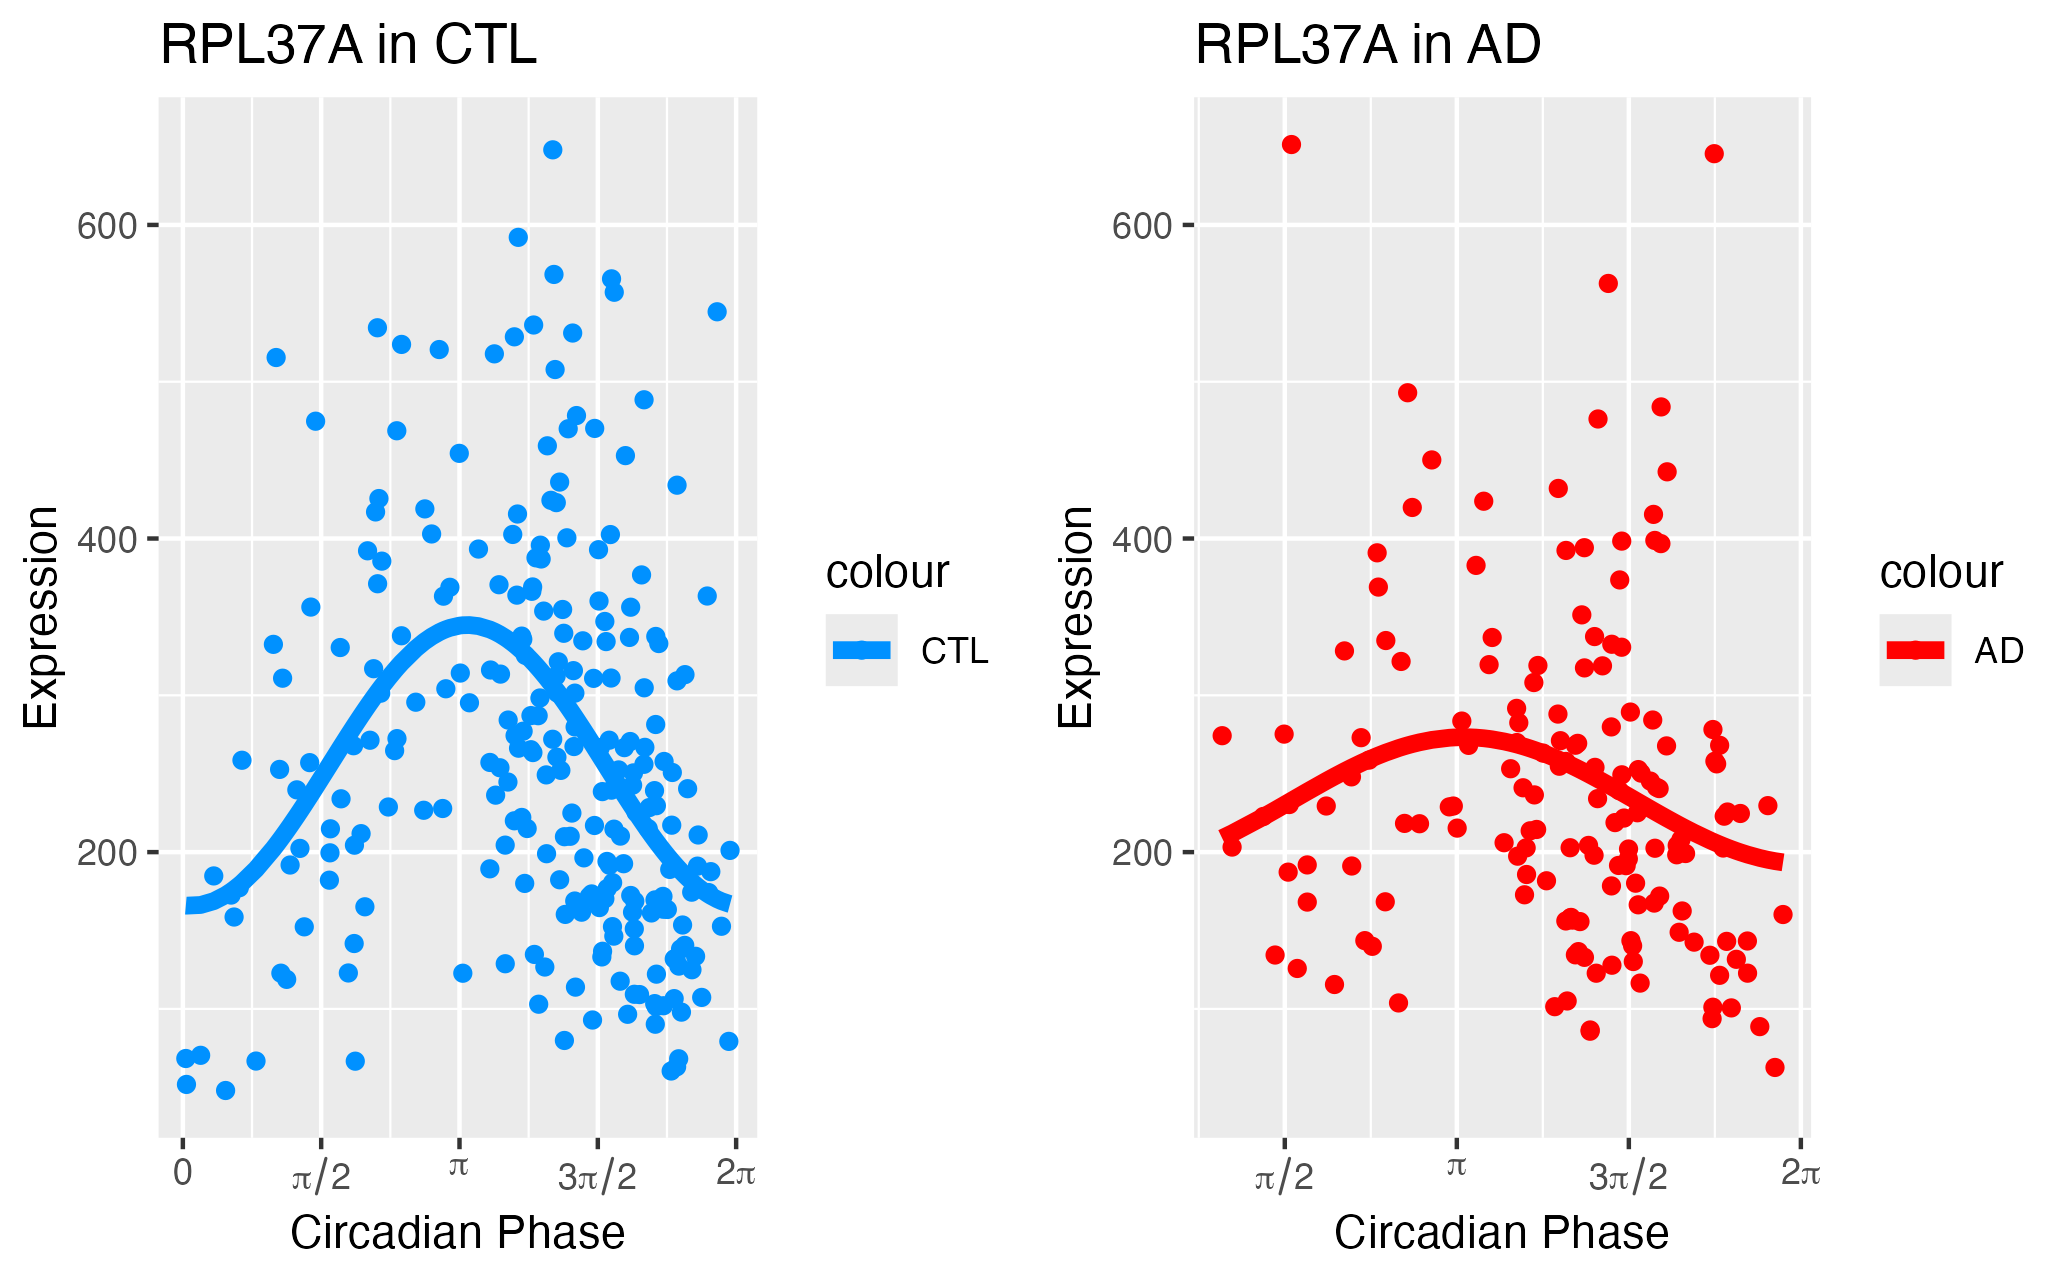 RPL37A in CTL
Expression
600
400
200
0
π/2
π
3π/2
2π
Circadian Phase
colour
CTL
RPL37A in AD
Expression
600
400
200
π/2
π
3π/2
2π
Circadian Phase
colour
AD